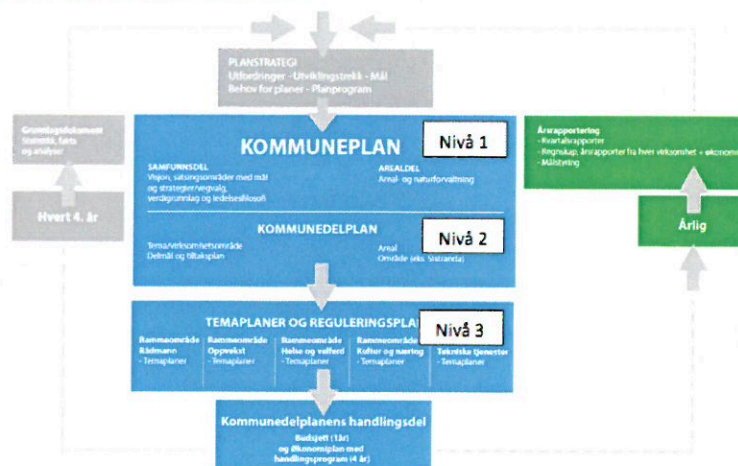 PLANSTRATEGI
Utfordringer - Utviklingstrekk - Mål
Behov for planer - Planprogram
Grunnlagsdokument
Statistikk, fakta
og analyser
Hvert 4. år
KOMMUNEPLAN
Nivå 1
SAMFUNNSDEL
Visjon, satsingsområder med mål
og strategier/vegvalg,
verdigrunnlag og ledelsesfilosofi
AREALDEL
Areal- og naturforvaltning
KOMMUNEDELPLAN
Nivå 2
Tema/virksomhetsområde
Delmål og tiltaksplan
Areal
Område (eks. Sistranda)
Årsrapportering
- Kvartalsrapporter
- Regnskap, årsrapporter fra hver virksomhet + økonomi
- Målstyring
Årlig
TEMAPLANER OG REGULERINGSPLA
Nivå 3
Rammeområde
Rådmann
- Temaplaner
Rammeområde
Oppvekst
- Temaplaner
Rammeområde
Helse og velferd
- Temaplaner
Rammeområde
Kultur og næring
- Temaplaner
Tekniske tjenester
- Temaplaner
Kommunedelplanens handlingsdel
Budsjett (1år)
og Økonomiplan med
handlingsprogram (4 år)